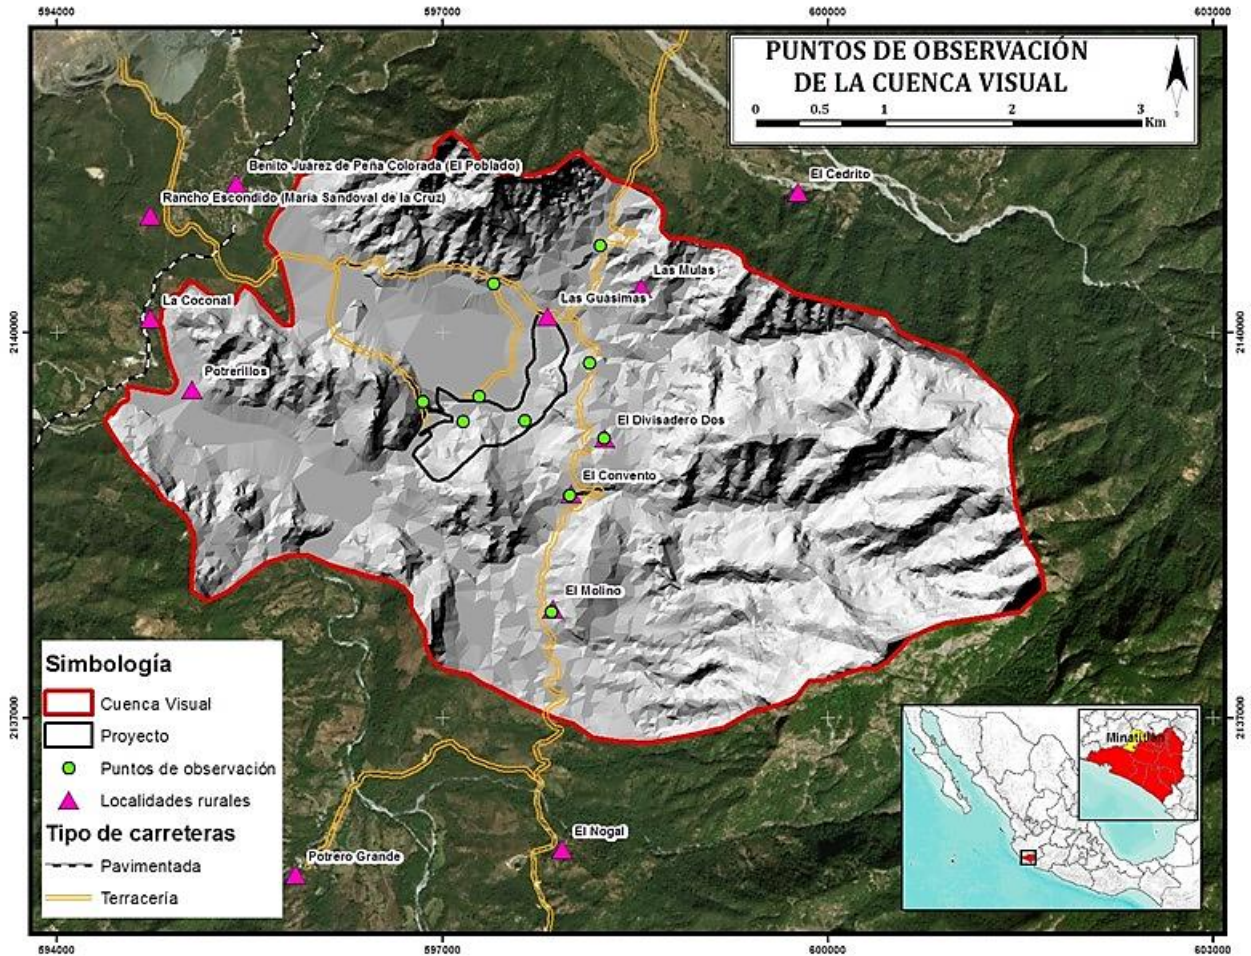 594000
597000
600000
603000
PUNTOS DE OBSERVACIÓN
DE LA CUENCA VISUAL
0 0.5 1 2 3
Km
Benito Juárez de Peña Colorada (El Poblado)
Rancho Escondido (María Sandoval de la Cruz)
El Cedrito
Las Mulas
La Coconal
Las Guásimas
2140000
2140000
Potrerillos
El Divisadero Dos
El Convento
El Molino
Simbología
Cuenca Visual
Proyecto
Puntos de observación
Localidades rurales
Tipo de carreteras
Pavimentada
Terracería
2137000
2137000
Minatitlán
El Nogal
Potrero Grande
594000
597000
600000
603000